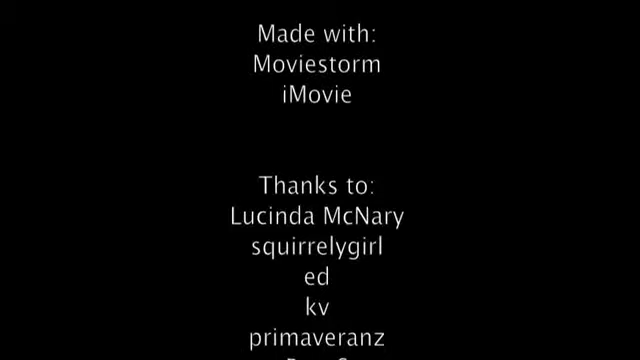 Made with:
Moviestorm
iMovie
Thanks to:
Lucinda McNary
squirrelygirl
ed
kv
primaveranz